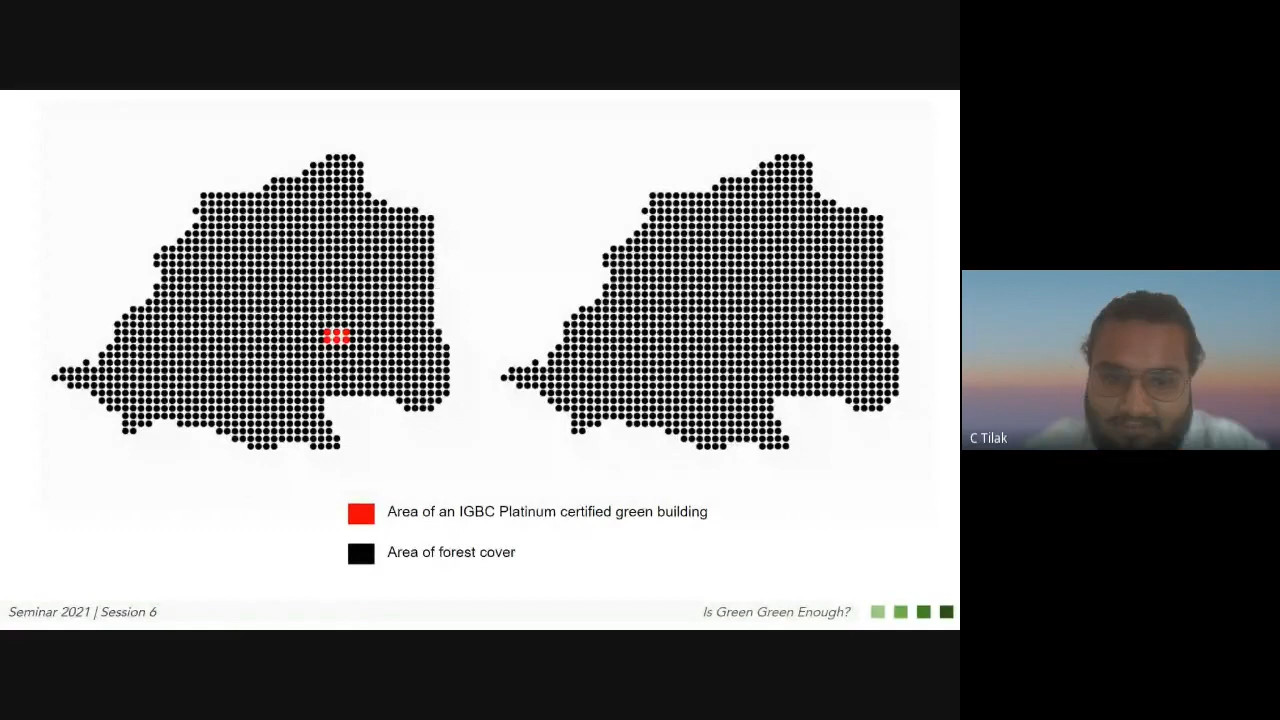 Area of an IGBC Platinum certified green building
Area of forest cover
Seminar 2021 | Session 6
Is Green Green Enough?
C Tilak